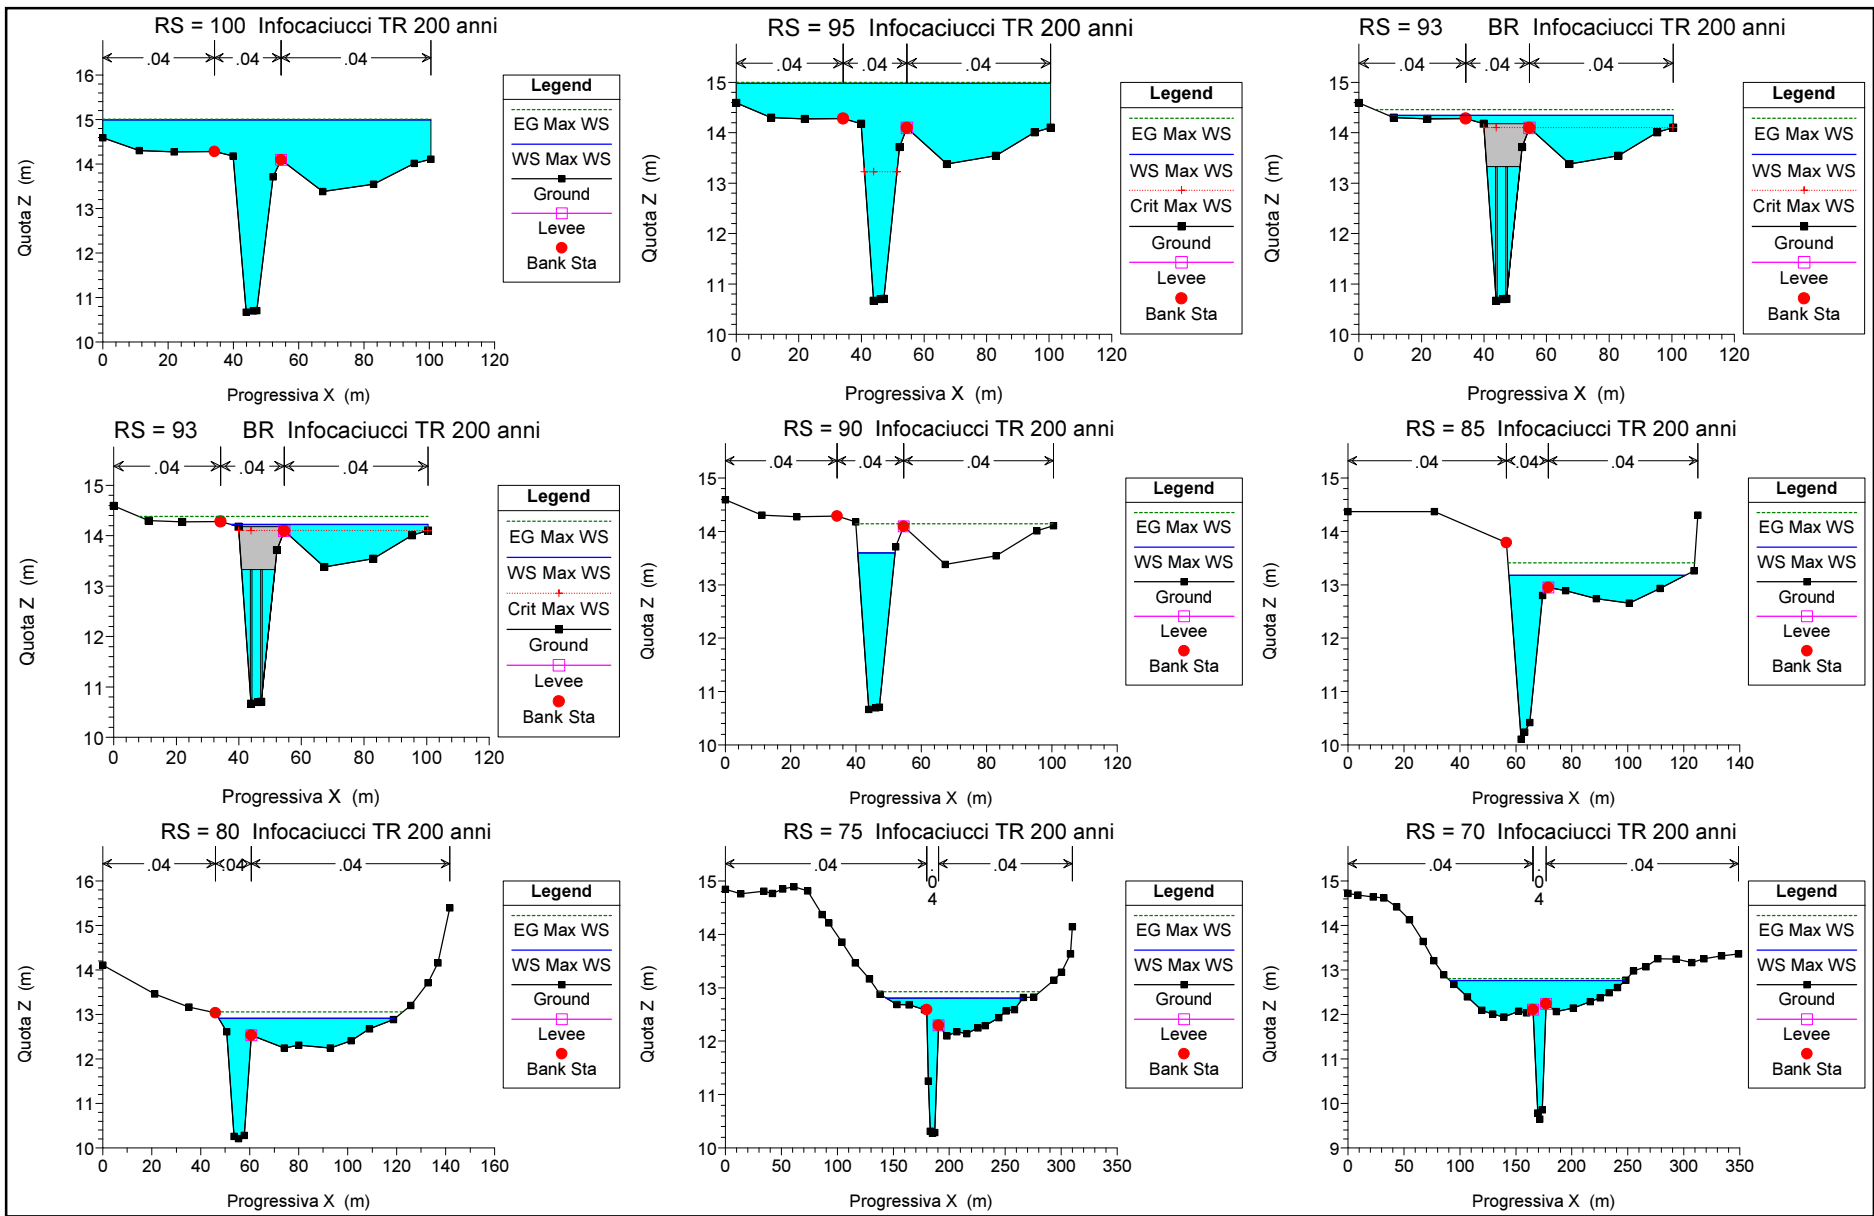 RS = 100 Infocaciucci TR 200 anni
.04 .04 .04
16
15
14
13
12
11
10
0 20 40 60 80 100 120
Quota Z (m)
Progressiva X (m)
Legend
EG Max WS
WS Max WS
Ground
Levee
Bank Sta
RS = 95 Infocaciucci TR 200 anni
.04 .04 .04
15
14
13
12
11
10
0 20 40 60 80 100 120
Quota Z (m)
Progressiva X (m)
Legend
EG Max WS
WS Max WS
Crit Max WS
Ground
Levee
Bank Sta
RS = 93 BR Infocaciucci TR 200 anni
.04 .04 .04
15
14
13
12
11
10
0 20 40 60 80 100 120
Quota Z (m)
Progressiva X (m)
Legend
EG Max WS
WS Max WS
Crit Max WS
Ground
Levee
Bank Sta
RS = 93 BR Infocaciucci TR 200 anni
.04 .04 .04
15
14
13
12
11
10
0 20 40 60 80 100 120
Quota Z (m)
Progressiva X (m)
Legend
EG Max WS
WS Max WS
Crit Max WS
Ground
Levee
Bank Sta
RS = 90 Infocaciucci TR 200 anni
.04 .04 .04
15
14
13
12
11
10
0 20 40 60 80 100 120
Quota Z (m)
Progressiva X (m)
Legend
EG Max WS
WS Max WS
Ground
Levee
Bank Sta
RS = 85 Infocaciucci TR 200 anni
.04 .04 .04
15
14
13
12
11
10
0 20 40 60 80 100 120 140
Quota Z (m)
Progressiva X (m)
Legend
EG Max WS
WS Max WS
Ground
Levee
Bank Sta
RS = 80 Infocaciucci TR 200 anni
.04 .04 .04
16
15
14
13
12
11
10
0 20 40 60 80 100 120 140 160
Quota Z (m)
Progressiva X (m)
Legend
EG Max WS
WS Max WS
Ground
Levee
Bank Sta
RS = 75 Infocaciucci TR 200 anni
.04 .04 .04
15
14
13
12
11
10
0 50 100 150 200 250 300 350
Quota Z (m)
Progressiva X (m)
Legend
EG Max WS
WS Max WS
Ground
Levee
Bank Sta
RS = 70 Infocaciucci TR 200 anni
.04 .04 .04
15
14
13
12
11
10
9
0 50 100 150 200 250 300 350
Quota Z (m)
Progressiva X (m)
Legend
EG Max WS
WS Max WS
Ground
Levee
Bank Sta